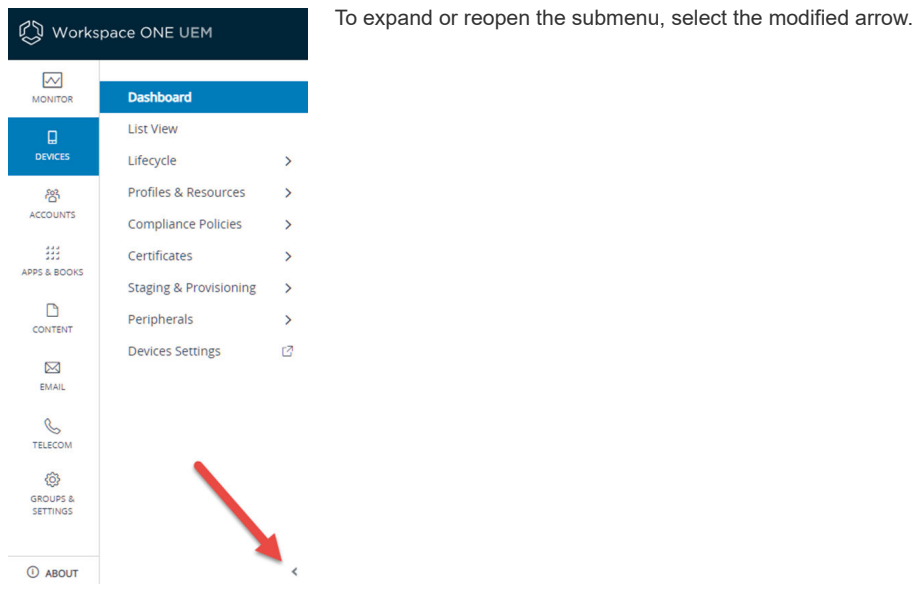 Workspace ONE UEM
To expand or reopen the submenu, select the modified arrow.
MONITOR
DEVICES
ACCOUNTS
APPS & BOOKS
CONTENT
EMAIL
TELECOM
GROUPS &
SETTINGS
ABOUT
Dashboard
List View
Lifecycle
Profiles & Resources
Compliance Policies
Certificates
Staging & Provisioning
Peripherals
Devices Settings